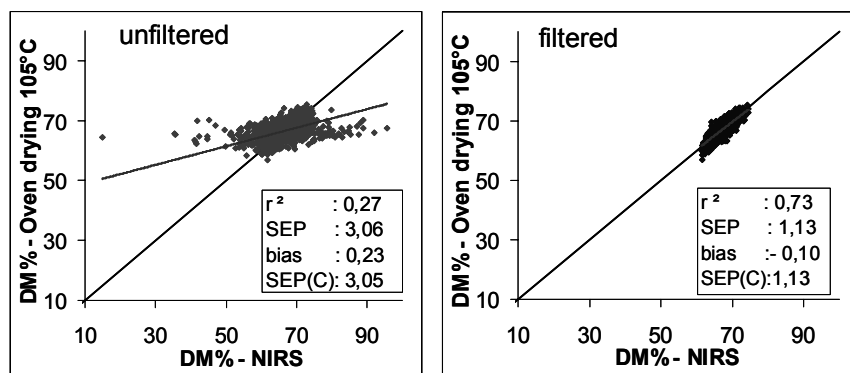 unfiltered
DM% - Oven drying 105°C
90
70
50
30
10
r² : 0,27
SEP : 3,06
bias : 0,23
SEP(C): 3,05
10 30 50 70 90
DM% - NIRS
filtered
DM% - Oven drying 105°C
90
70
50
30
10
r² : 0,73
SEP : 1,13
bias :- 0,10
SEP(C):1,13
10 30 50 70 90
DM% - NIRS